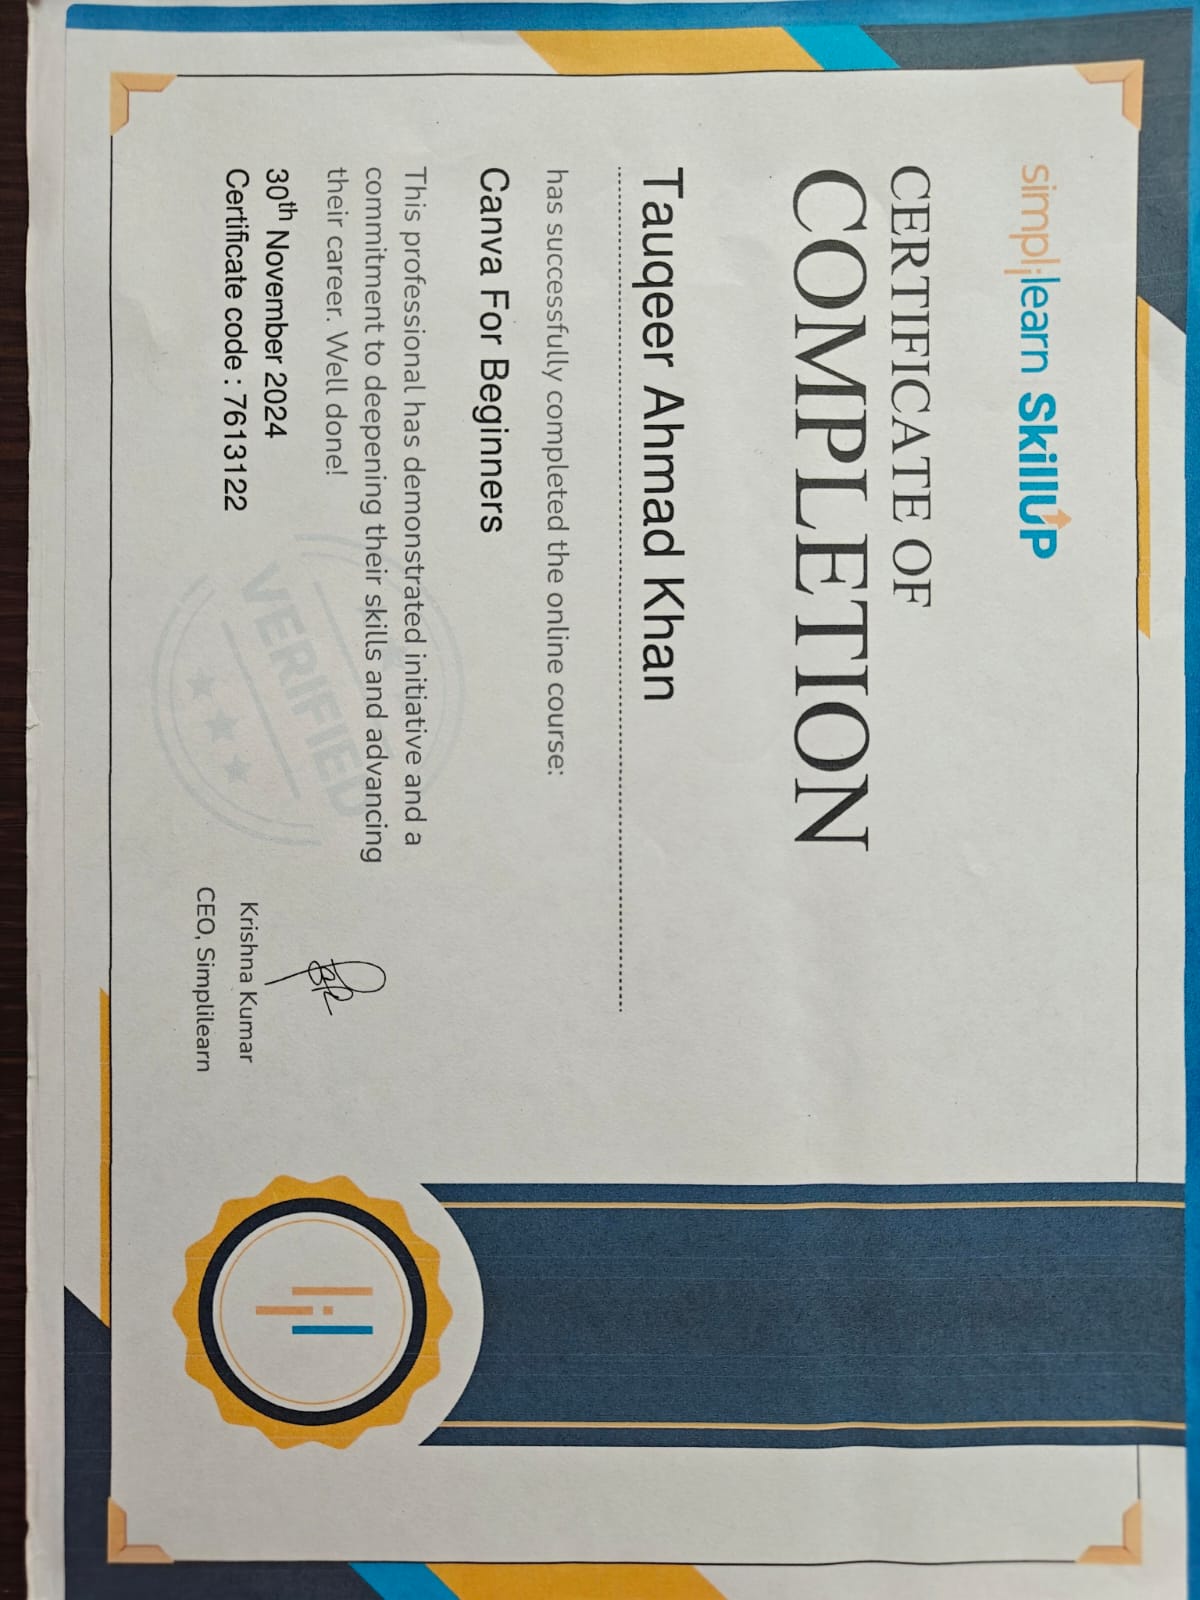 simplilearn SkillUP
CERTIFICATE OF
COMPLETION
Tauqeer Ahmad Khan
has successfully completed the online course:
Canva For Beginners
This professional has demonstrated initiative and a
commitment to deepening their skills and advancing
their career. Well done!
30th November 2024
Certificate code : 7613122
VERIFIED
Krishna Kumar
CEO, Simplilearn